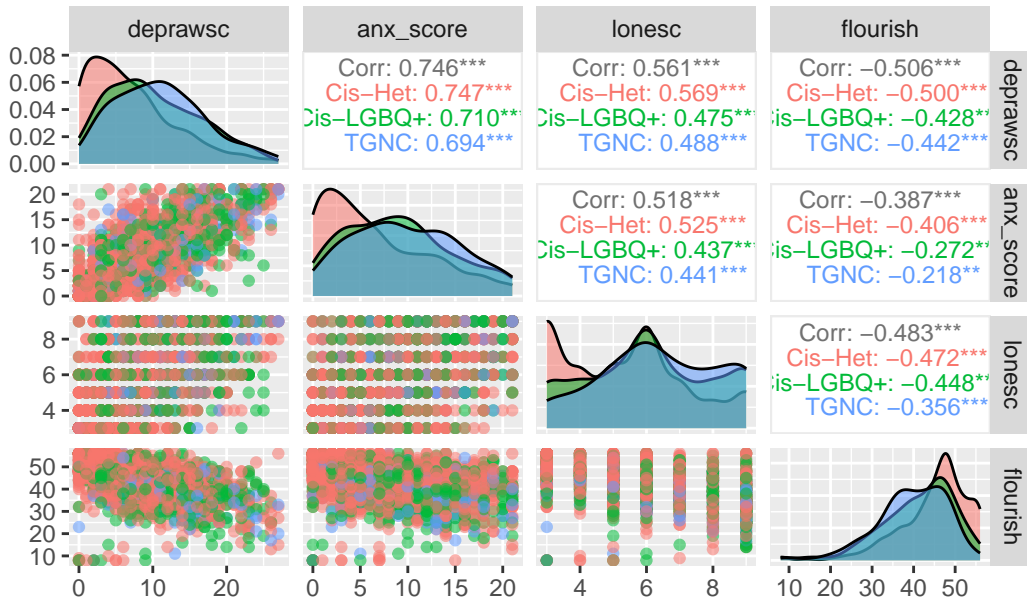 deprawsc anx_score lonesc flourish
0.08
0.06
0.04
0.02
0.00
Corr: 0.746***
Cis−Het: 0.747***
Cis−LGBQ+: 0.710***
TGNC: 0.694***
Corr: 0.561***
Cis−Het: 0.569***
Cis−LGBQ+: 0.475***
TGNC: 0.488***
Corr: −0.506***
Cis−Het: −0.500***
Cis−LGBQ+: −0.428**
TGNC: −0.442***
deprawsc
20
15
10
5
0
Corr: 0.518***
Cis−Het: 0.525***
Cis−LGBQ+: 0.437***
TGNC: 0.441***
Corr: −0.387***
Cis−Het: −0.406***
Cis−LGBQ+: −0.272**
TGNC: −0.218**
anx_score
8
6
4
Corr: −0.483***
Cis−Het: −0.472***
Cis−LGBQ+: −0.448**
TGNC: −0.356***
lonesc
50
40
30
20
10
flourish
0 10 20 0 5 10 15 20 4 6 8 10 20 30 40 50